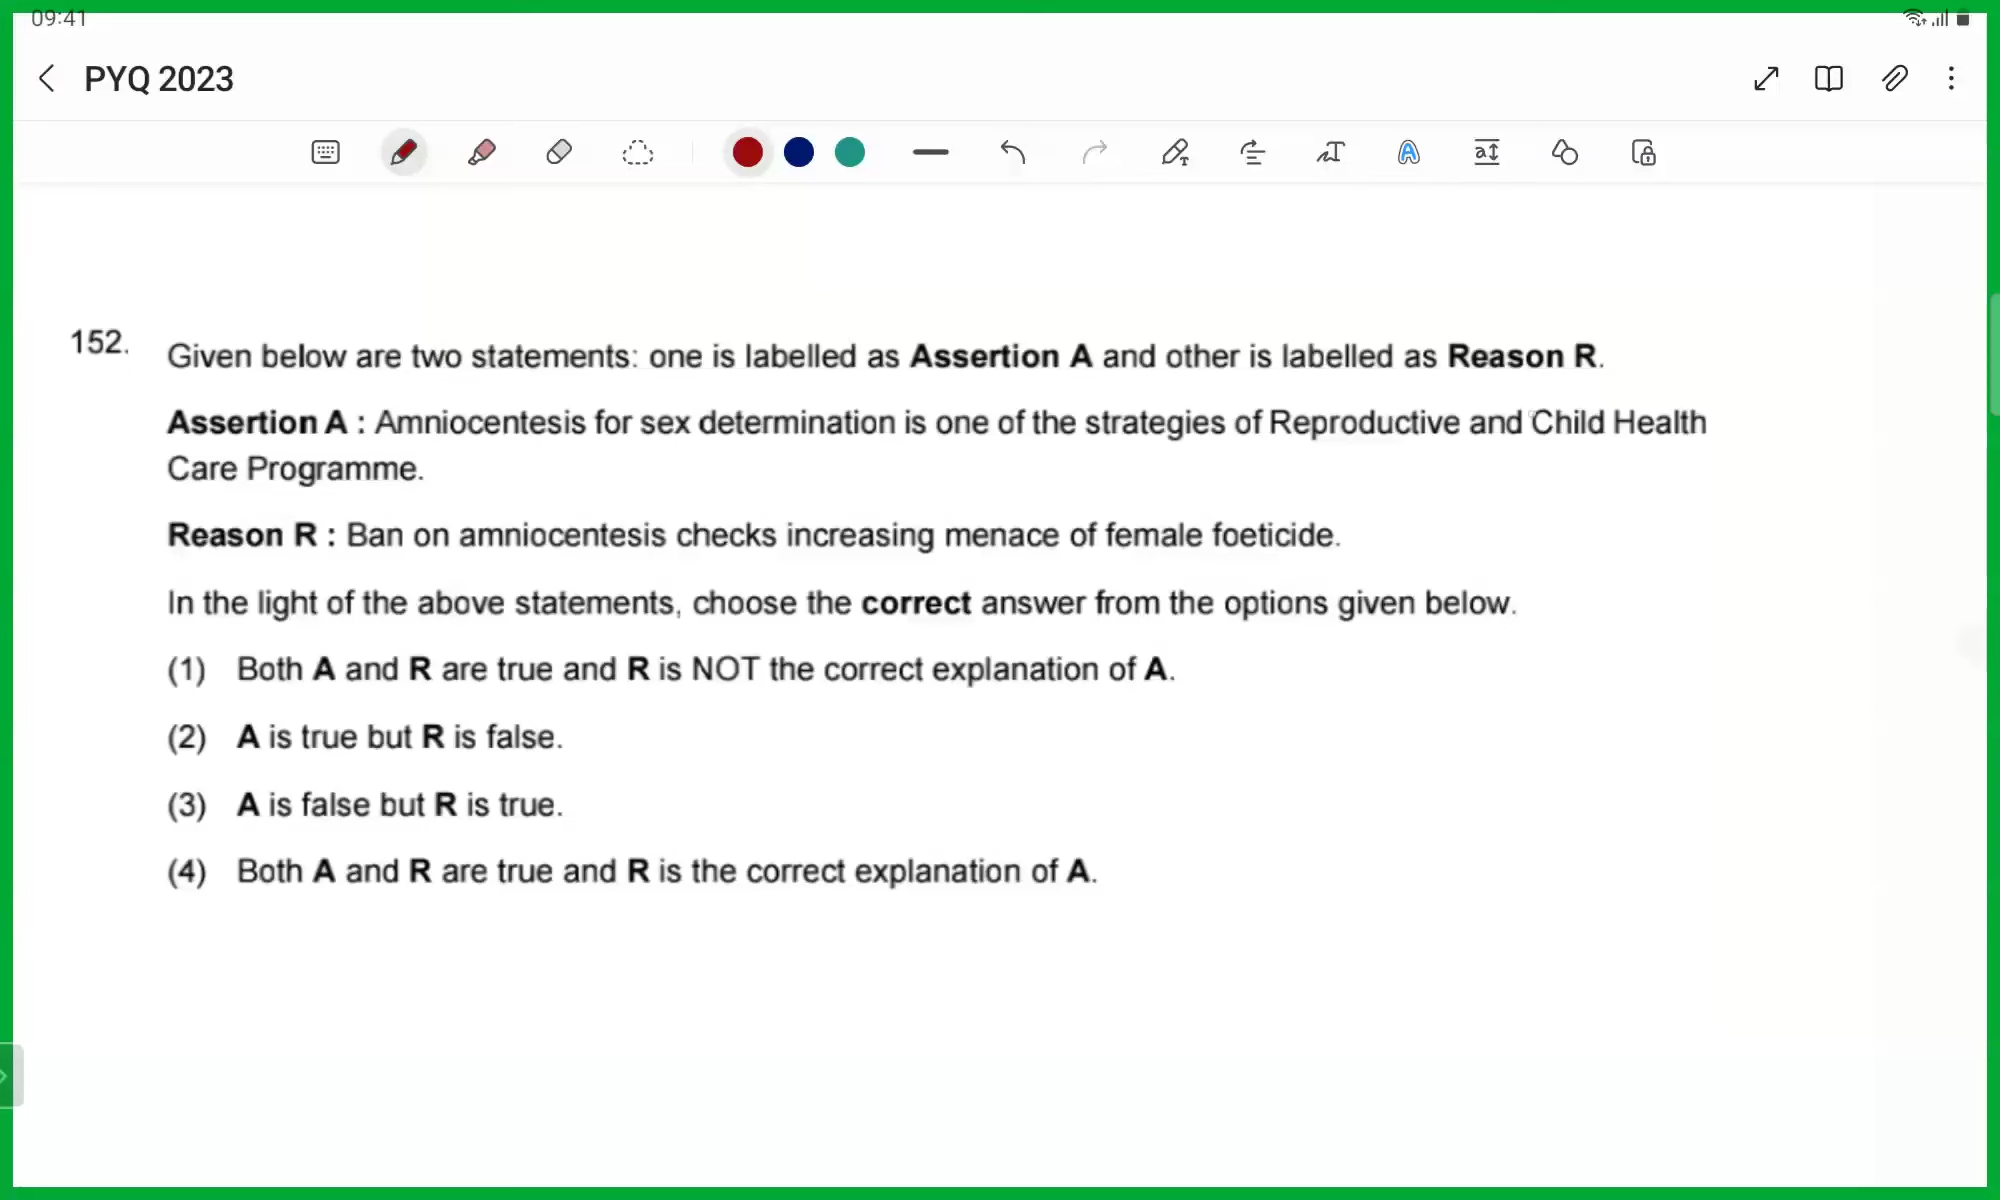 09:41
PYQ 2023
152.
Given below are two statements: one is labelled as Assertion A and other is labelled as Reason R.
Assertion A : Amniocentesis for sex determination is one of the strategies of Reproductive and Child Health
Care Programme.
Reason R : Ban on amniocentesis checks increasing menace of female foeticide.
In the light of the above statements, choose the correct answer from the options given below.
(1) Both A and R are true and R is NOT the correct explanation of A.
(2) A is true but R is false.
(3) A is false but R is true.
(4) Both A and R are true and R is the correct explanation of A.